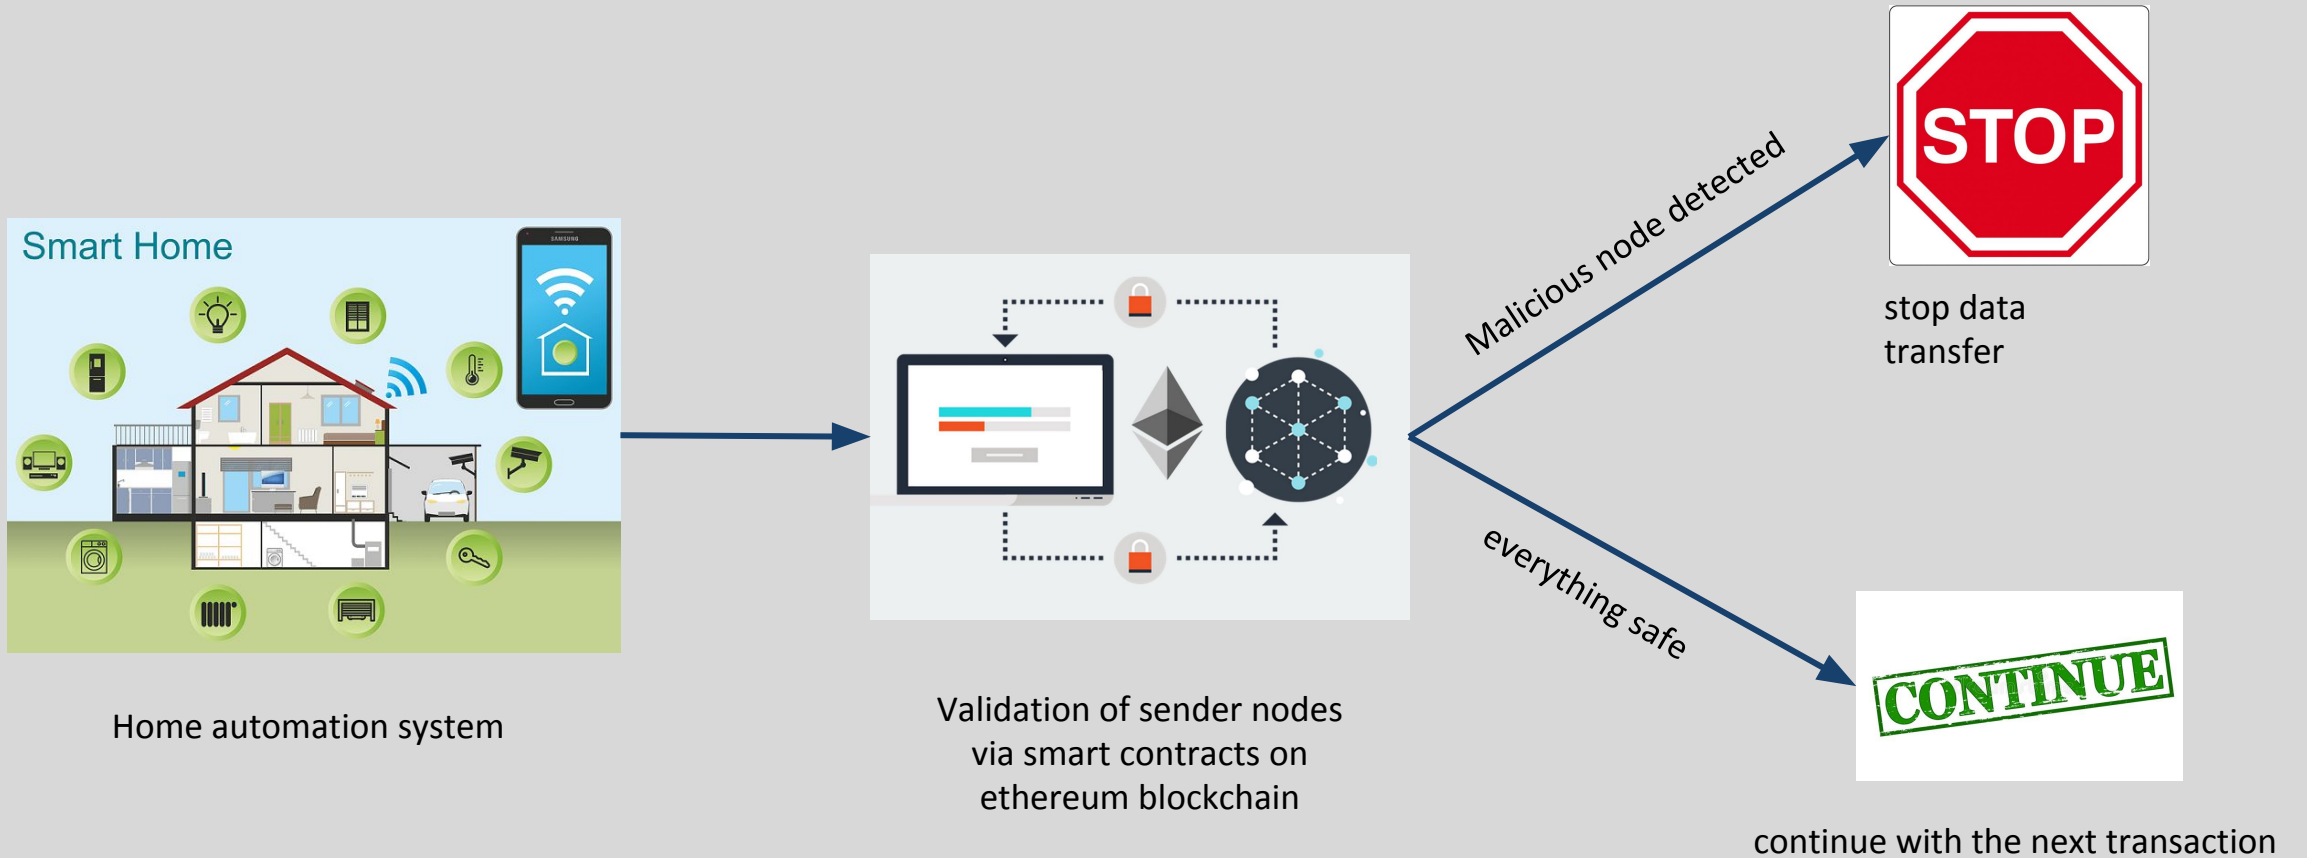 Smart Home
SAMSUNG
Home automation system
Validation of sender nodes
via smart contracts on
ethereum blockchain
Malicious node detected
everything safe
STOP
stop data
transfer
CONTINUE
continue with the next transaction